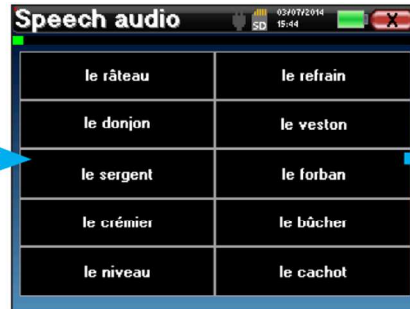 Speech audio
SD
03/07/2014
15:44
X
le râteau le refrain
le donjon le veston
le sergent le forban
le crémier le bûcher
le niveau le cachot